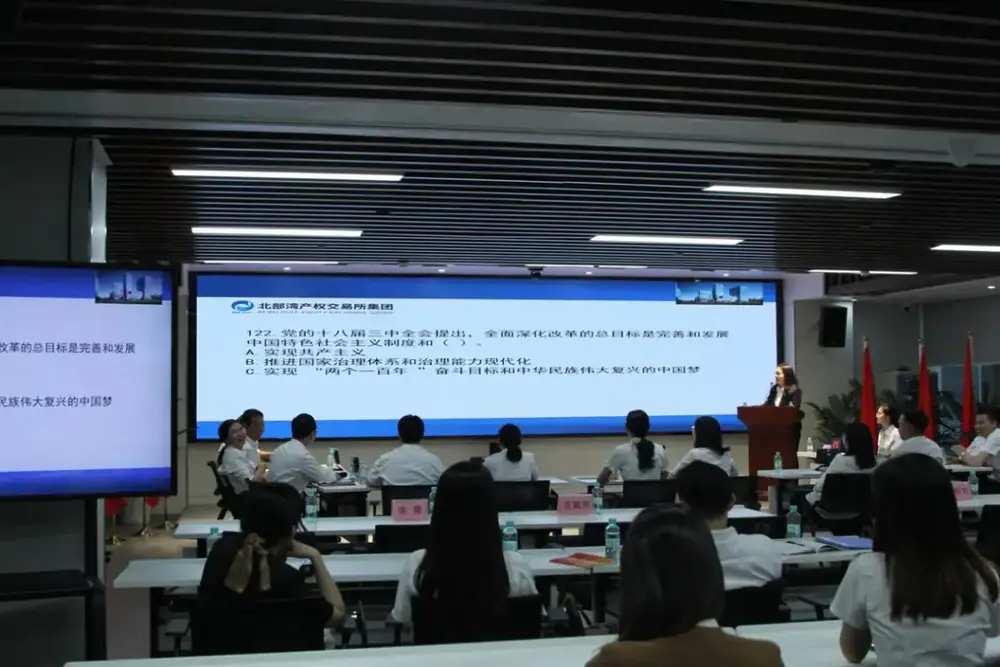 北部湾产权交易所集团
122. 党的十八届三中全会提出，全面深化改革的总目标是完善和发展
中国特色社会主义制度和（ ）。
A. 实现共产主义
B. 推进国家治理体系和治理能力现代化
C. 实现 “两个一百年 ” 奋斗目标和中华民族伟大复兴的中国梦
改革的总目标是完善和发展
民族伟大复兴的中国梦